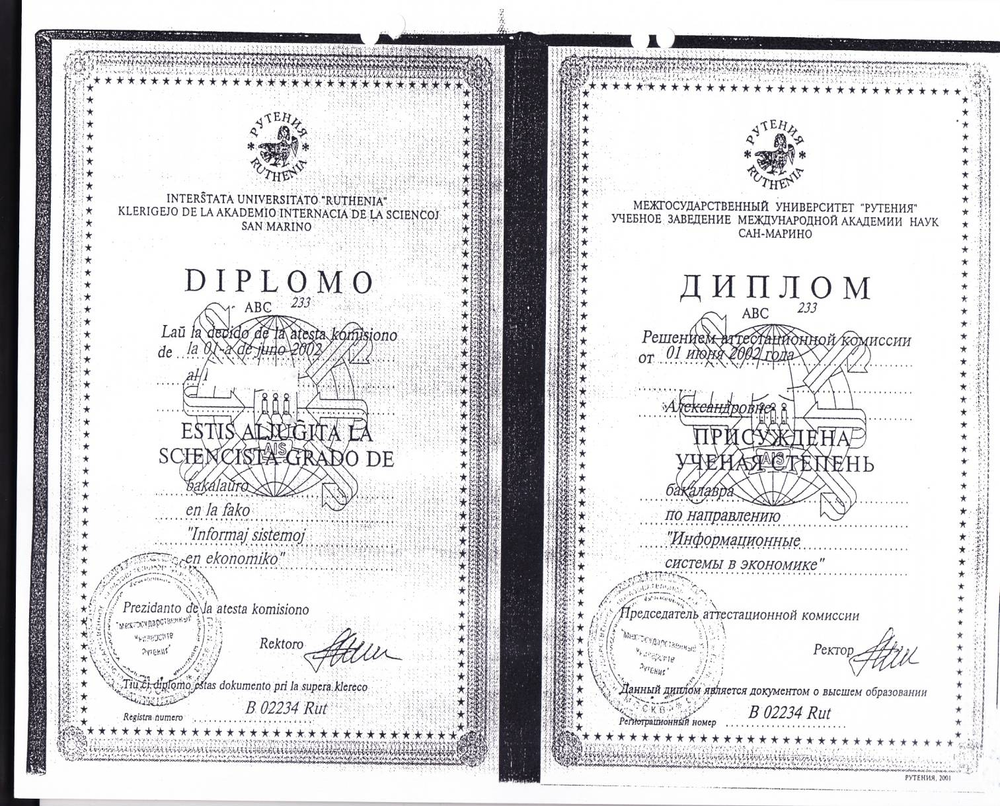 РУТЕНИЯ
RUTHENIA
INTERŜTATA UNIVERSITATO "RUTHENIA"
KLERIGEJO DE LA AKADEMIO INTERNACIA DE LA SCIENCOJ
SAN MARINO
DIPLOMO
ABC 233
Laŭ la decido de la atesta komisiono
de la 01-a de juno 2002
al
ESTIS ALJUĜITA LA
SCIENCISTA GRADO DE
AIS
bakalaŭro
en la fako
"Informaj sistemoj
en ekonomiko"
Prezidanto de la atesta komisiono
"Межгосударственный
университет
Рутения"
Rektoro
Tiu ĉi diplomo estas dokumento pri la supera klereco
B 02234 Rut
Registra numero
РУТЕНИЯ
RUTHENIA
МЕЖГОСУДАРСТВЕННЫЙ УНИВЕРСИТЕТ "РУТЕНИЯ"
УЧЕБНОЕ ЗАВЕДЕНИЕ МЕЖДУНАРОДНОЙ АКАДЕМИИ НАУК
САН-МАРИНО
ДИПЛОМ
ABC 233
Решением аттестационной комиссии
от 01 июня 2002 года
Александровне
ПРИСУЖДЕНА
УЧЕНАЯ СТЕПЕНЬ
AIS
бакалавра
по направлению
"Информационные
системы в экономике"
Председатель аттестационной комиссии
"Межгосударственный
университет
Рутения"
Ректор
Данный диплом является документом о высшем образовании
B 02234 Rut
Регистрационный номер
РУТЕНИЯ, 2001